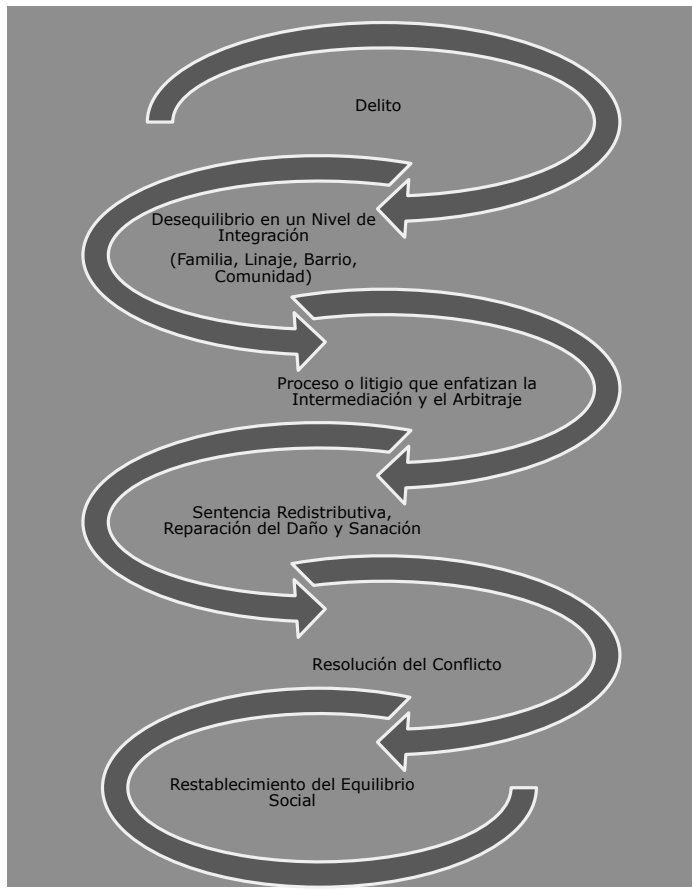 Delito
Desequilibrio en un Nivel de
Integración
(Familia, Linaje, Barrio,
Comunidad)
Proceso o litigio que enfatizan la
Intermediación y el Arbitraje
Sentencia Redistributiva,
Reparación del Daño y Sanación
Resolución del Conflicto
Restablecimiento del Equilibrio
Social